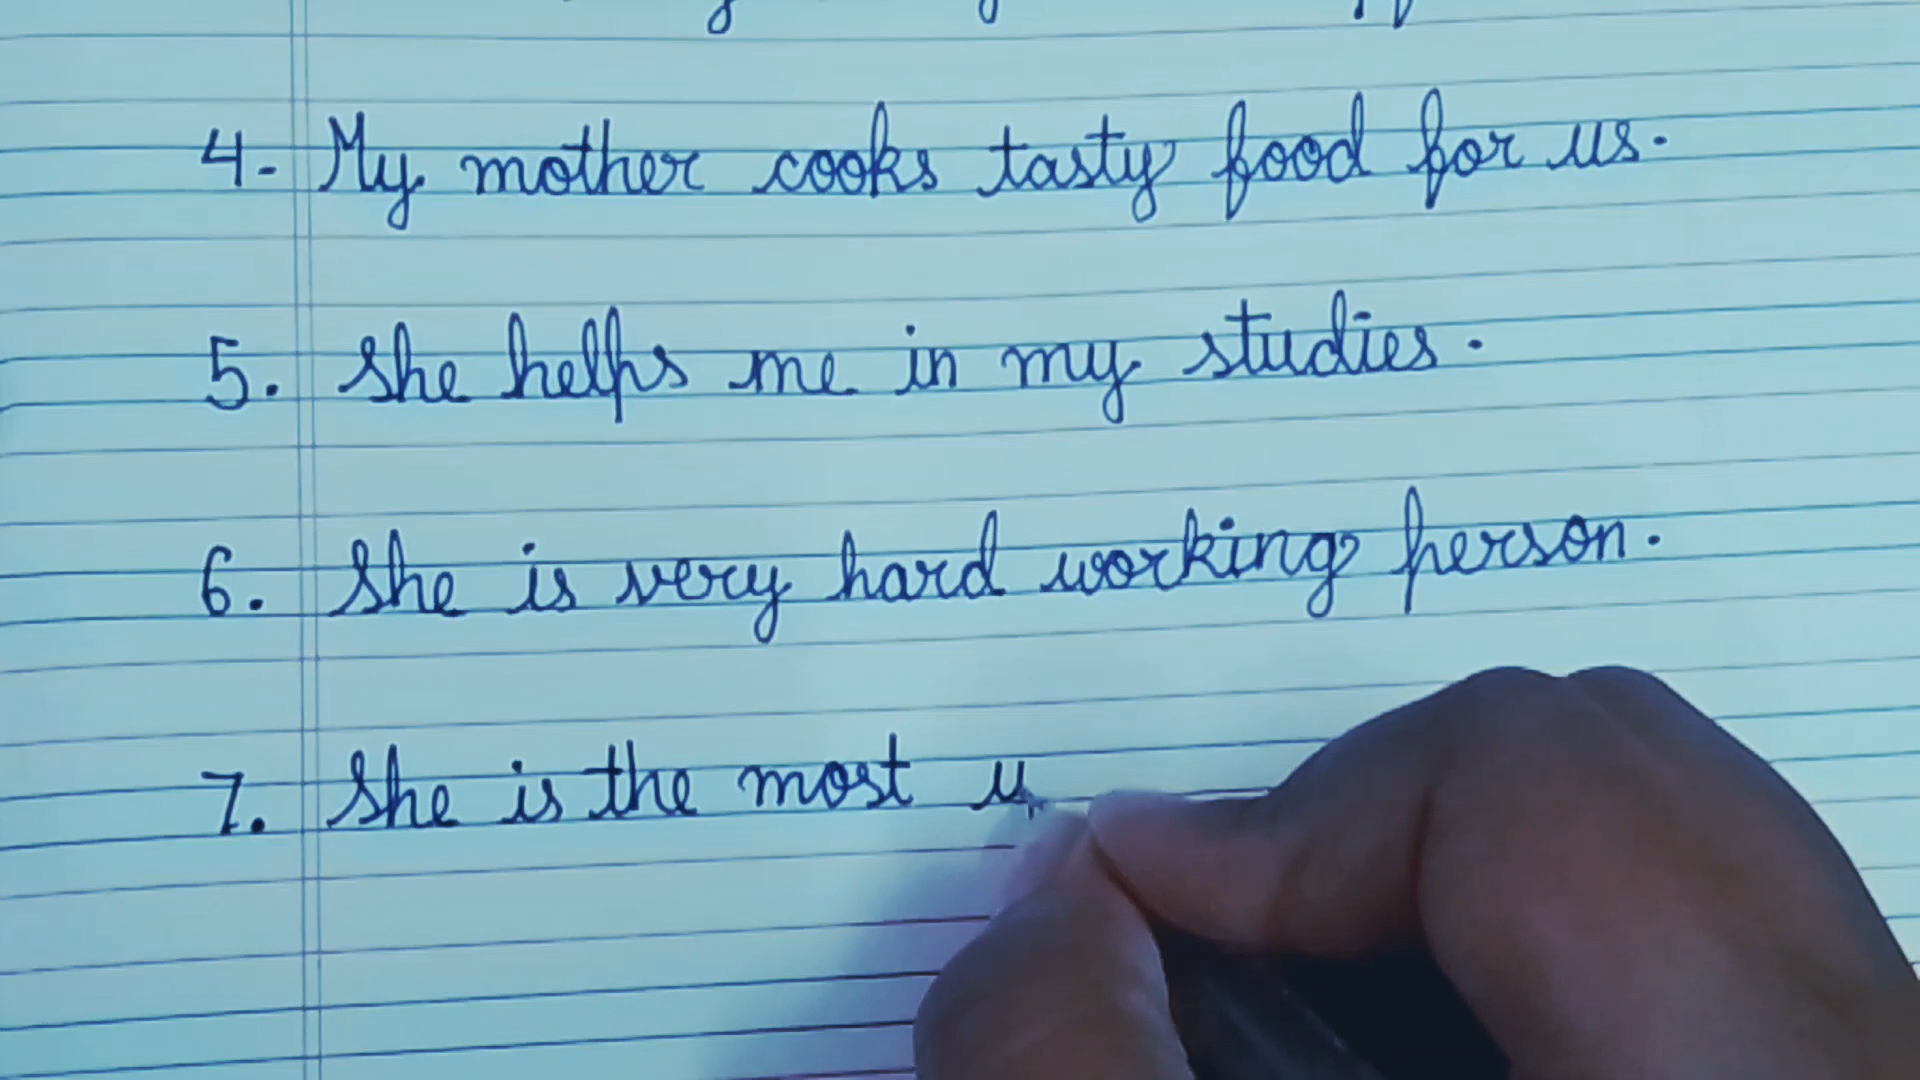 4- My mother cooks tasty food for us.
5. She helps me in my studies.
6. She is very hard working person.
7. She is the most u